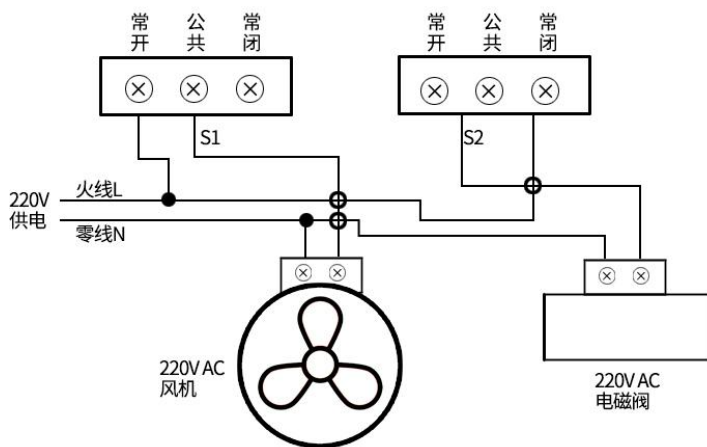 常开 公共 常闭
常开 公共 常闭
S1
S2
220V
供电
火线L
零线N
220V AC
风机
220V AC
电磁阀